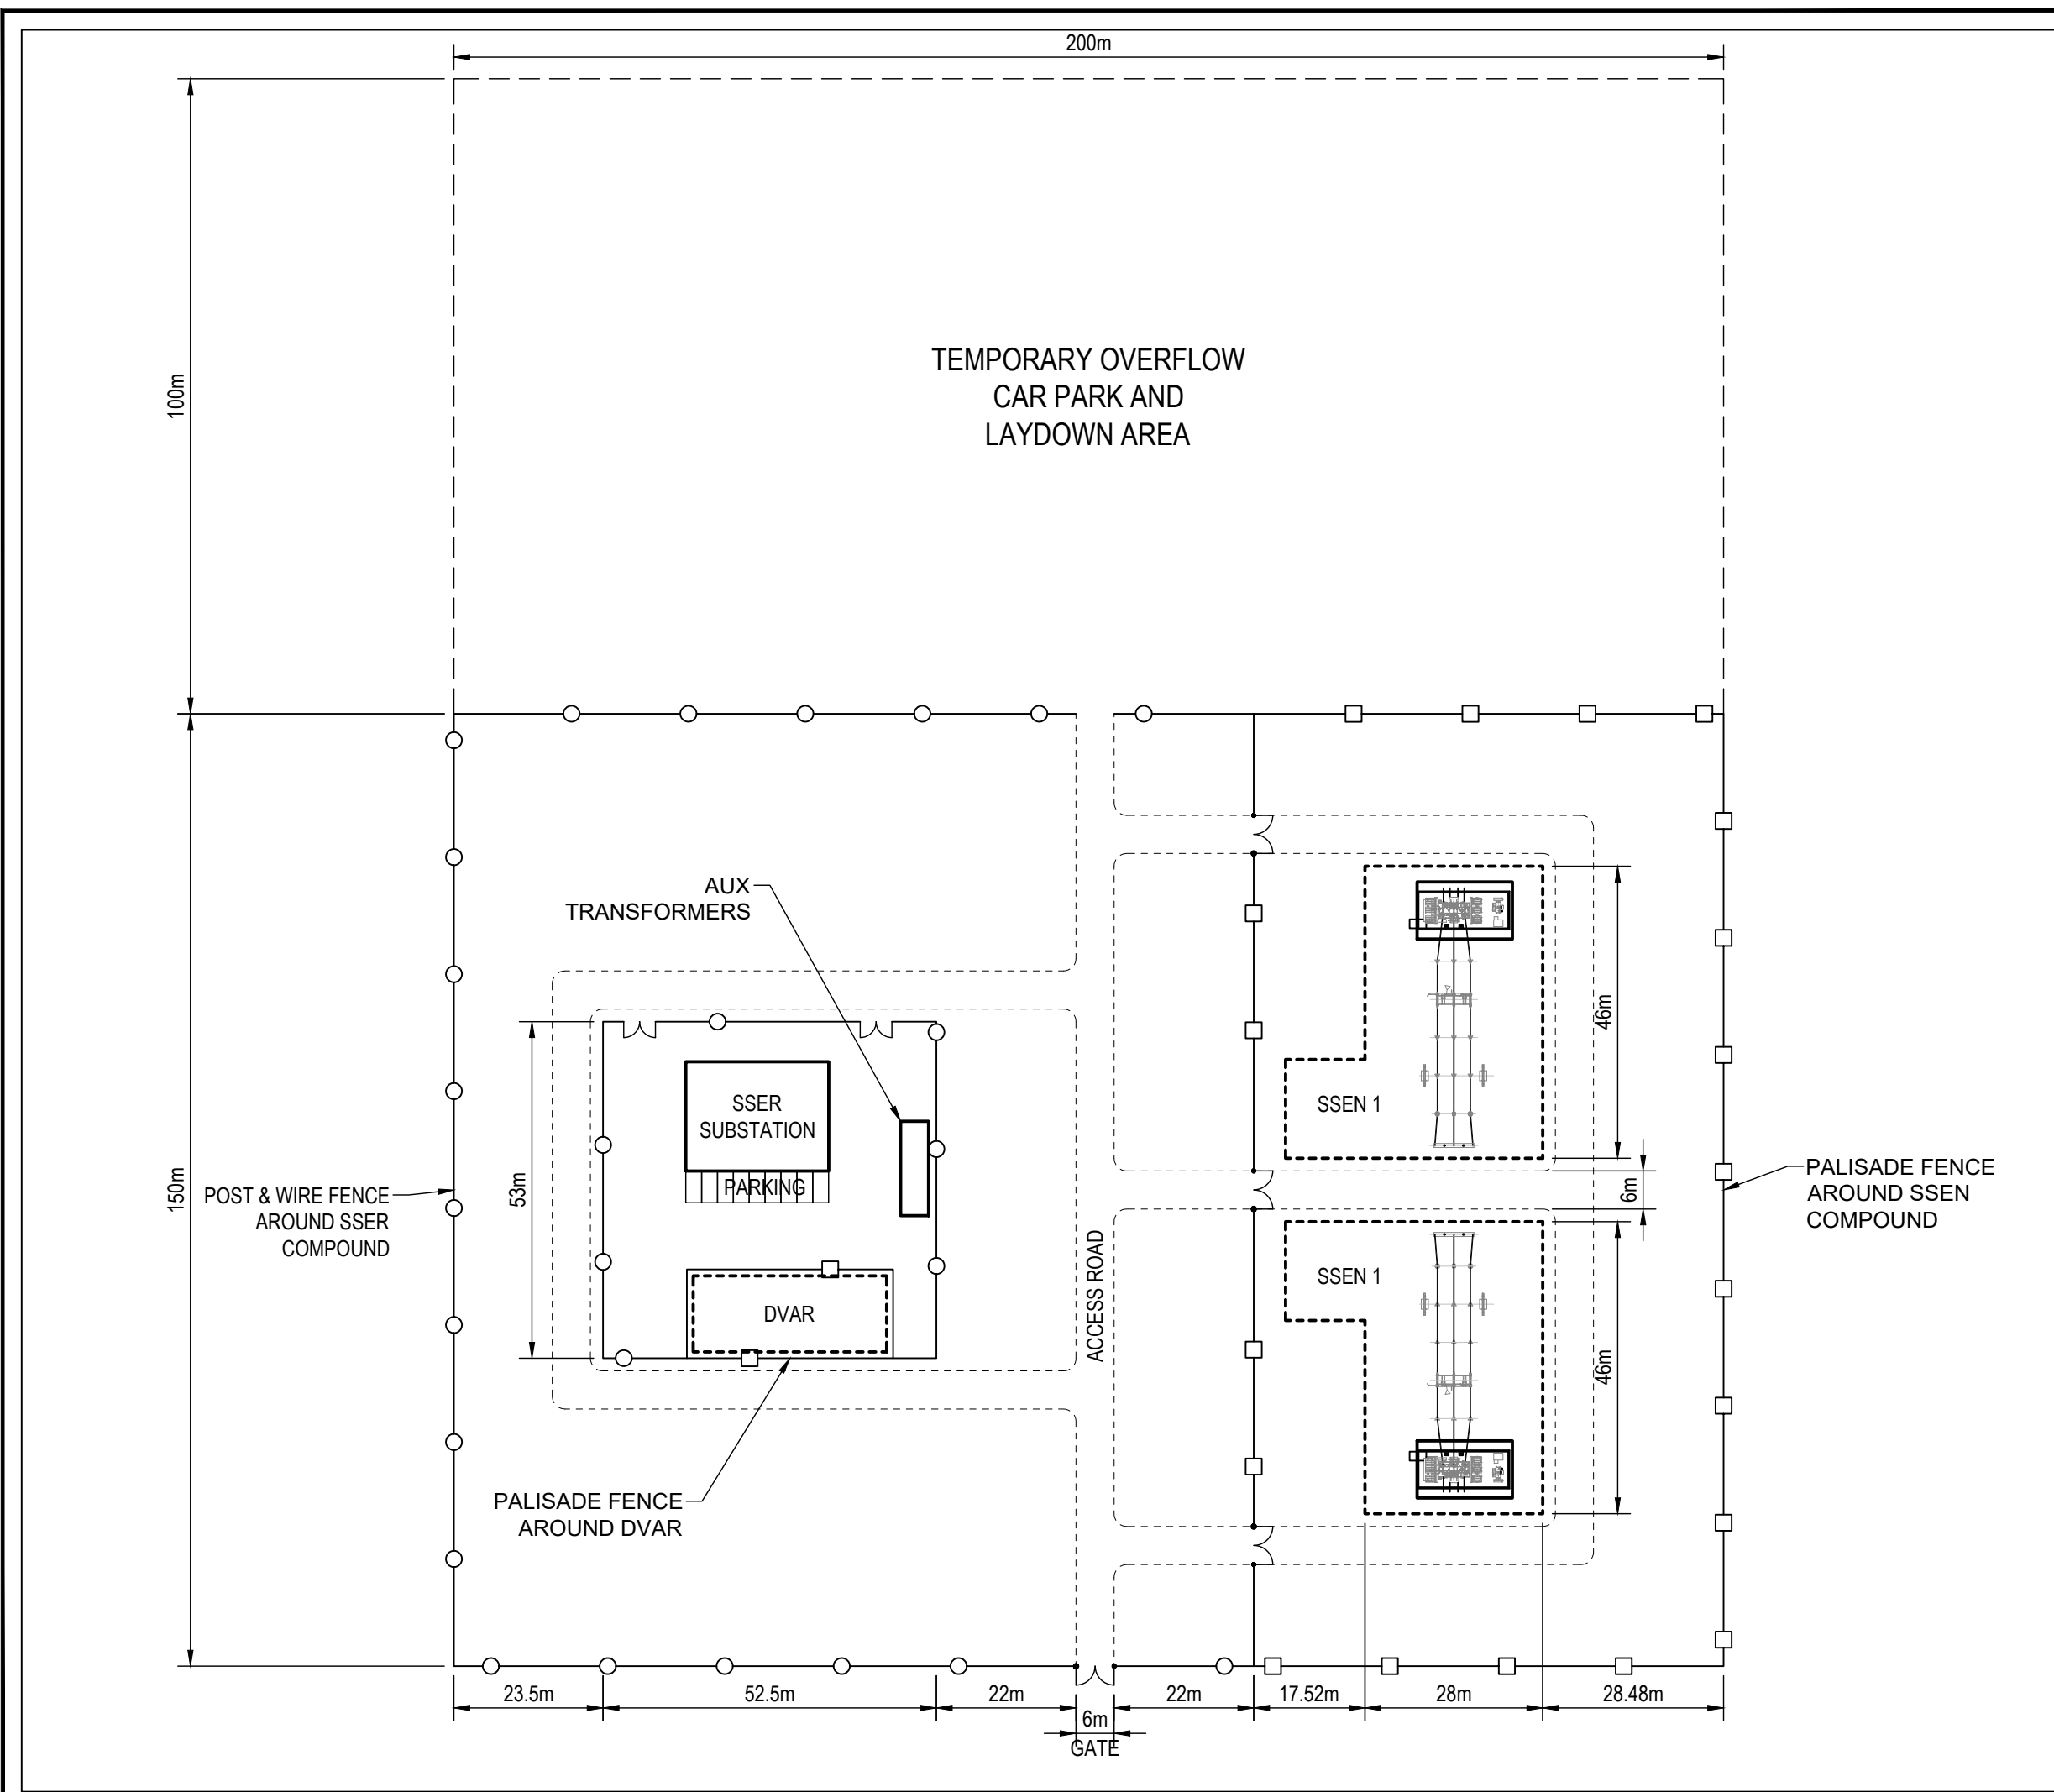 200m
100m
TEMPORARY OVERFLOW
CAR PARK AND
LAYDOWN AREA
AUX
TRANSFORMERS
46m
53m
SSER
SUBSTATION
PARKING
SSEN 1
150m
POST & WIRE FENCE
AROUND SSER
COMPOUND
6m
PALISADE FENCE
AROUND SSEN
COMPOUND
ACCESS ROAD
SSEN 1
DVAR
46m
PALISADE FENCE
AROUND DVAR
23.5m
52.5m
22m
22m
17.52m
28m
28.48m
6m
GATE